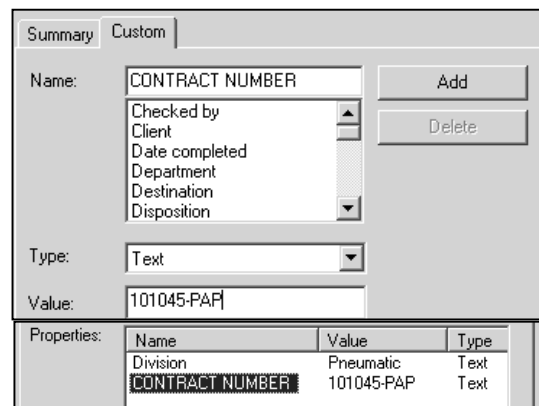 Summary Custom
Name: CONTRACT NUMBER Add
Checked by
Client
Date completed
Department
Destination
Disposition
Delete
Type: Text
Value: 101045-PAP
Properties: Name Value Type
Division Pneumatic Text
CONTRACT NUMBER 101045-PAP Text